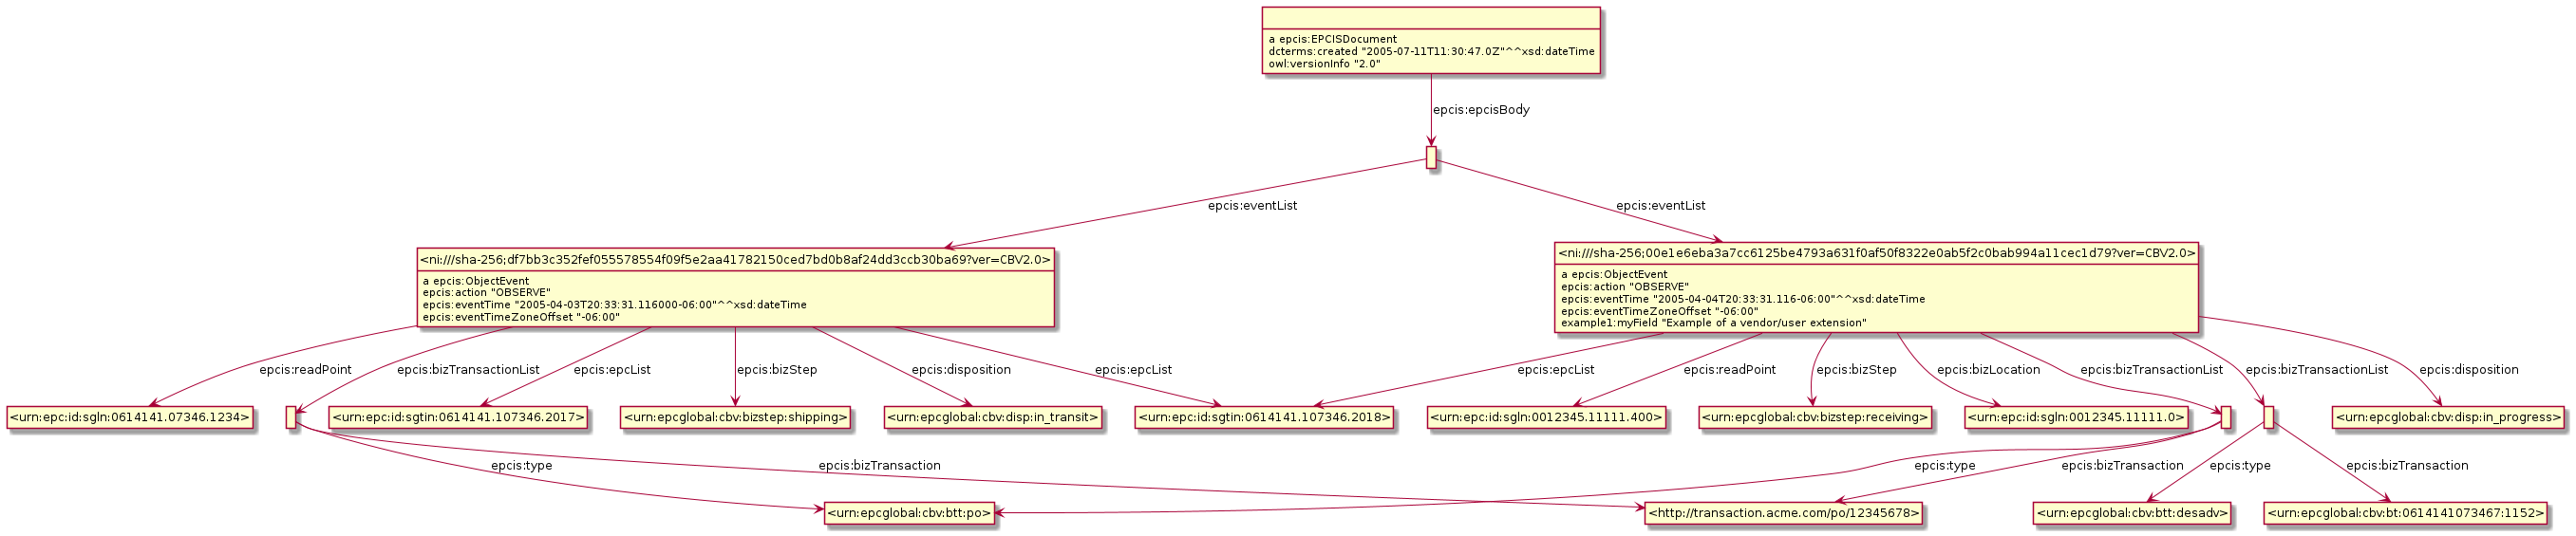 a epcis:EPCISDocument
dcterms:created "2005-07-11T11:30:47.0Z"^^xsd:dateTime
owl:versionInfo "2.0"
epcis:epcisBody
epcis:eventList
epcis:eventList
<ni:///sha-256;df7bb3c352fef055578554f09f5e2aa41782150ced7bd0b8af24dd3ccb30ba69?ver=CBV2.0>
a epcis:ObjectEvent
epcis:action "OBSERVE"
epcis:eventTime "2005-04-03T20:33:31.116000-06:00"^^xsd:dateTime
epcis:eventTimeZoneOffset "-06:00"
<ni:///sha-256;00e1e6eba3a7cc6125be4793a631f0af50f8322e0ab5f2c0bab994a11cec1d79?ver=CBV2.0>
a epcis:ObjectEvent
epcis:action "OBSERVE"
epcis:eventTime "2005-04-04T20:33:31.116-06:00"^^xsd:dateTime
epcis:eventTimeZoneOffset "-06:00"
example1:myField "Example of a vendor/user extension"
epcis:readPoint
epcis:bizTransactionList
epcis:epcList
epcis:bizStep
epcis:disposition
epcis:epcList
epcis:epcList
epcis:readPoint
epcis:bizStep
epcis:bizLocation
epcis:bizTransactionList
epcis:bizTransactionList
epcis:disposition
<urn:epc:id:sgln:0614141.07346.1234>
<urn:epc:id:sgtin:0614141.107346.2017>
<urn:epcglobal:cbv:bizstep:shipping>
<urn:epcglobal:cbv:disp:in_transit>
<urn:epc:id:sgtin:0614141.107346.2018>
<urn:epc:id:sgln:0012345.11111.400>
<urn:epcglobal:cbv:bizstep:receiving>
<urn:epc:id:sgln:0012345.11111.0>
<urn:epcglobal:cbv:disp:in_progress>
epcis:type
epcis:bizTransaction
epcis:type
epcis:bizTransaction
epcis:type
epcis:bizTransaction
<urn:epcglobal:cbv:btt:po>
<http://transaction.acme.com/po/12345678>
<urn:epcglobal:cbv:btt:desadv>
<urn:epcglobal:cbv:bt:0614141073467:1152>